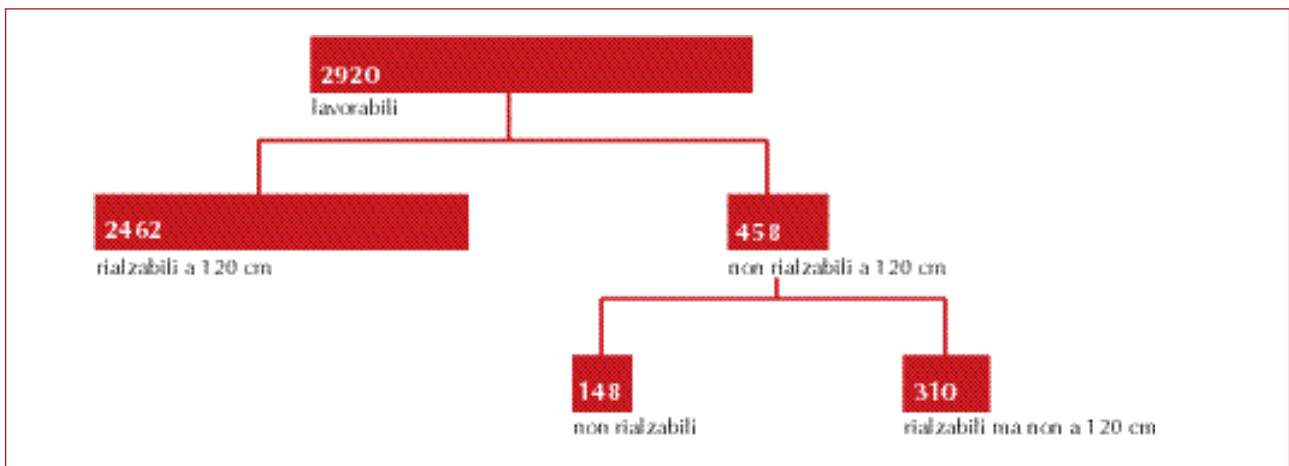 2920
lavorabili
2462
rialzabili a 120 cm
458
non rialzabili a 120 cm
148
non rialzabili
310
rialzabili ma non a 120 cm